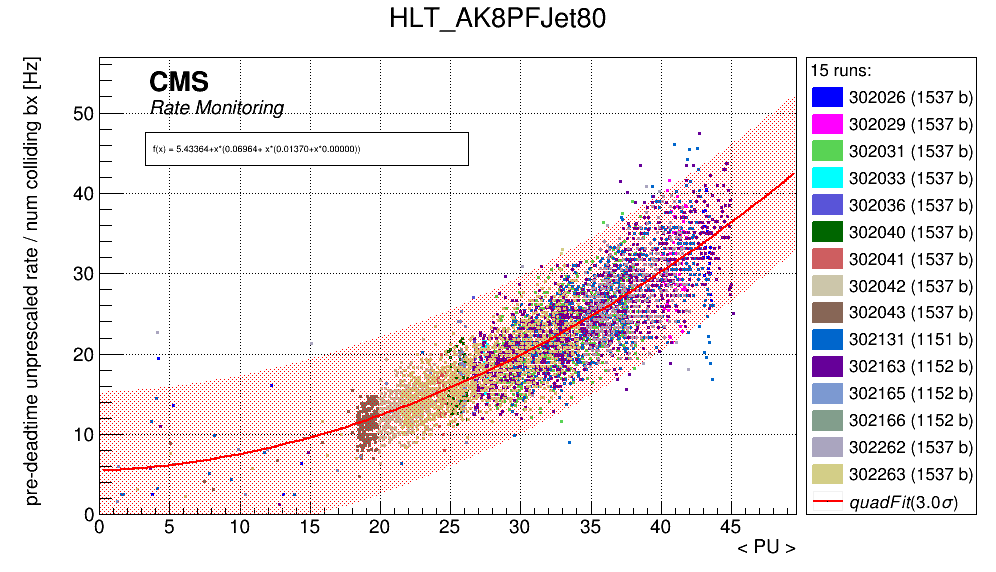 HLT_AK8PFJet80
pre-deadtime unprescaled rate / num colliding bx [Hz]
CMS
Rate Monitoring
f(x) = 5.43364+x*(0.06964+ x*(0.01370+x*0.00000))
50
40
30
20
10
0
0 5 10 15 20 25 30 35 40 45
< PU >
15 runs:
302026 (1537 b)
302029 (1537 b)
302031 (1537 b)
302033 (1537 b)
302036 (1537 b)
302040 (1537 b)
302041 (1537 b)
302042 (1537 b)
302043 (1537 b)
302131 (1151 b)
302163 (1152 b)
302165 (1152 b)
302166 (1152 b)
302262 (1537 b)
302263 (1537 b)
quadFit(3.0σ)